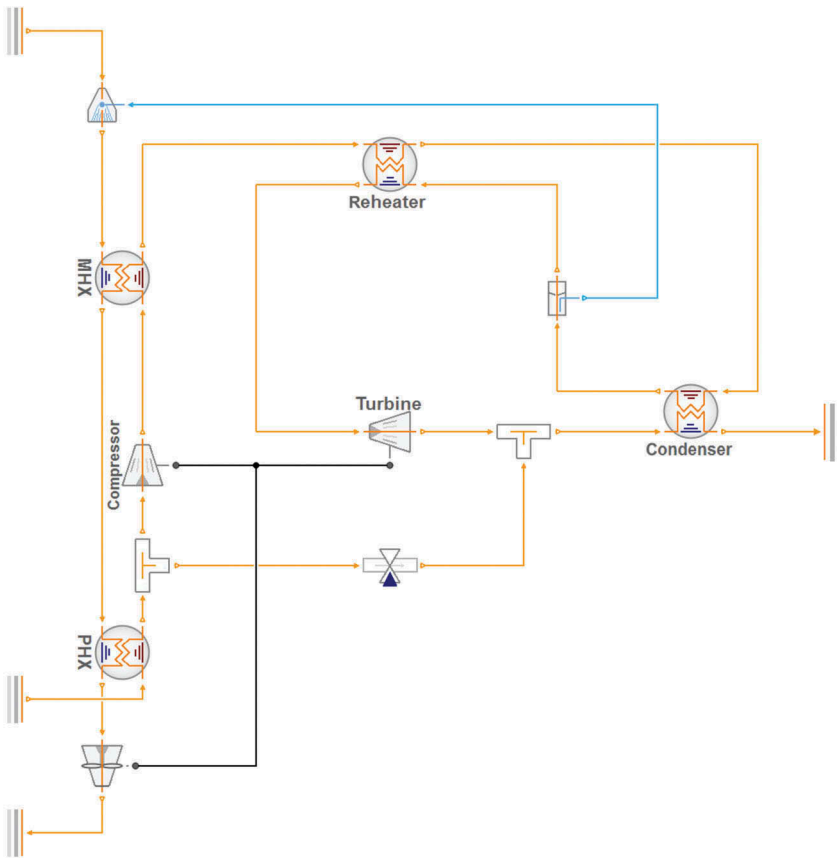 Reheater
MHX
Turbine
Compressor
Condenser
PHX